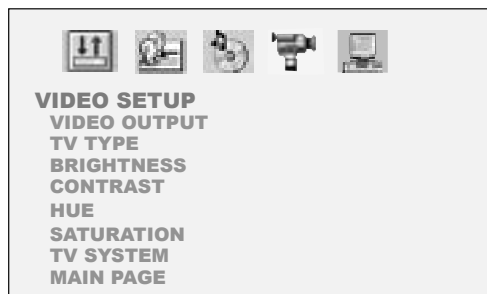 VIDEO SETUP
VIDEO OUTPUT
TV TYPE
BRIGHTNESS
CONTRAST
HUE
SATURATION
TV SYSTEM
MAIN PAGE